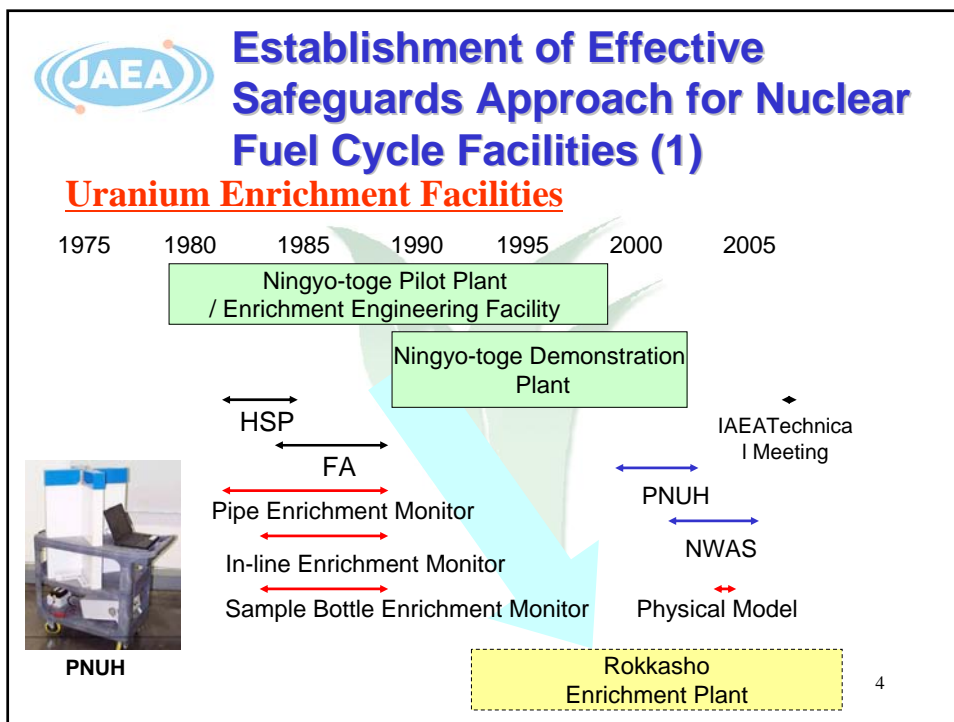 JAEA
Establishment of Effective
Safeguards Approach for Nuclear
Fuel Cycle Facilities (1)
Uranium Enrichment Facilities
1975 1980 1985 1990 1995 2000 2005
Ningyo-toge Pilot Plant
/ Enrichment Engineering Facility
Ningyo-toge Demonstration
Plant
HSP
IAEATechnica
l Meeting
FA
PNUH
Pipe Enrichment Monitor
NWAS
In-line Enrichment Monitor
Sample Bottle Enrichment Monitor
Physical Model
PNUH
Rokkasho
Enrichment Plant
4